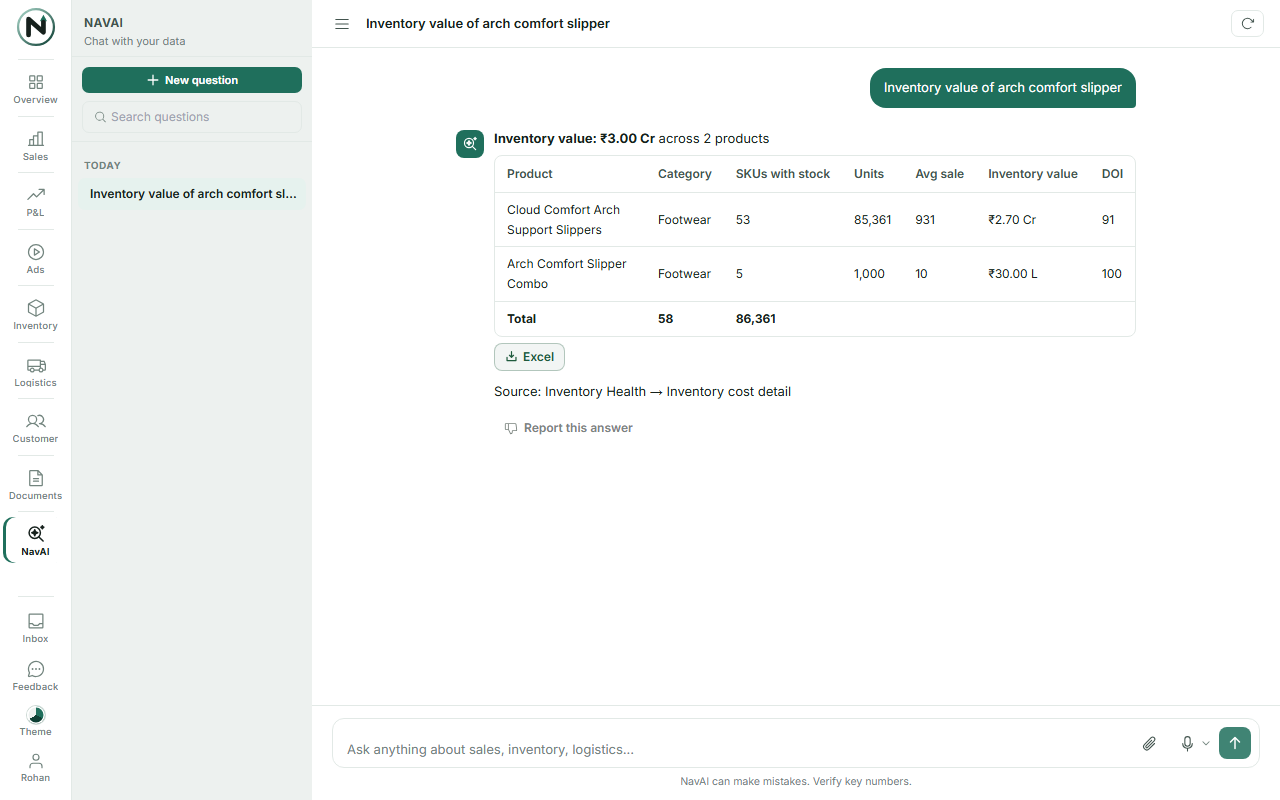 N
NAVAI
Chat with your data
New question
Search questions
TODAY
Inventory value of arch comfort sl...
Overview
Sales
P&L
Ads
Inventory
Logistics
Customer
Documents
NavAI
Inbox
Feedback
Theme
Rohan
Inventory value of arch comfort slipper
Inventory value of arch comfort slipper
Inventory value: ₹3.00 Cr across 2 products
Product Category SKUs with stock Units Avg sale Inventory value DOI
Cloud Comfort Arch
Support Slippers Footwear 53 85,361 931 ₹2.70 Cr 91
Arch Comfort Slipper
Combo Footwear 5 1,000 10 ₹30.00 L 100
Total 58 86,361
Excel
Source: Inventory Health → Inventory cost detail
Report this answer
Ask anything about sales, inventory, logistics...
NavAI can make mistakes. Verify key numbers.